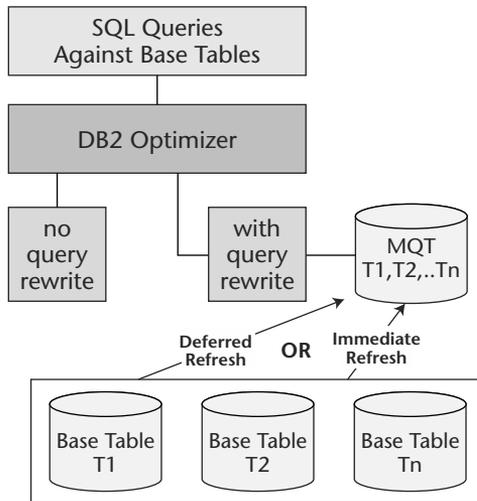 SQL Queries
Against Base Tables
DB2 Optimizer
no
query
rewrite
with
query
rewrite
MQT
T1,T2,..Tn
Deferred
Refresh
OR
Immediate
Refresh
Base Table
T1
Base Table
T2
Base Table
Tn